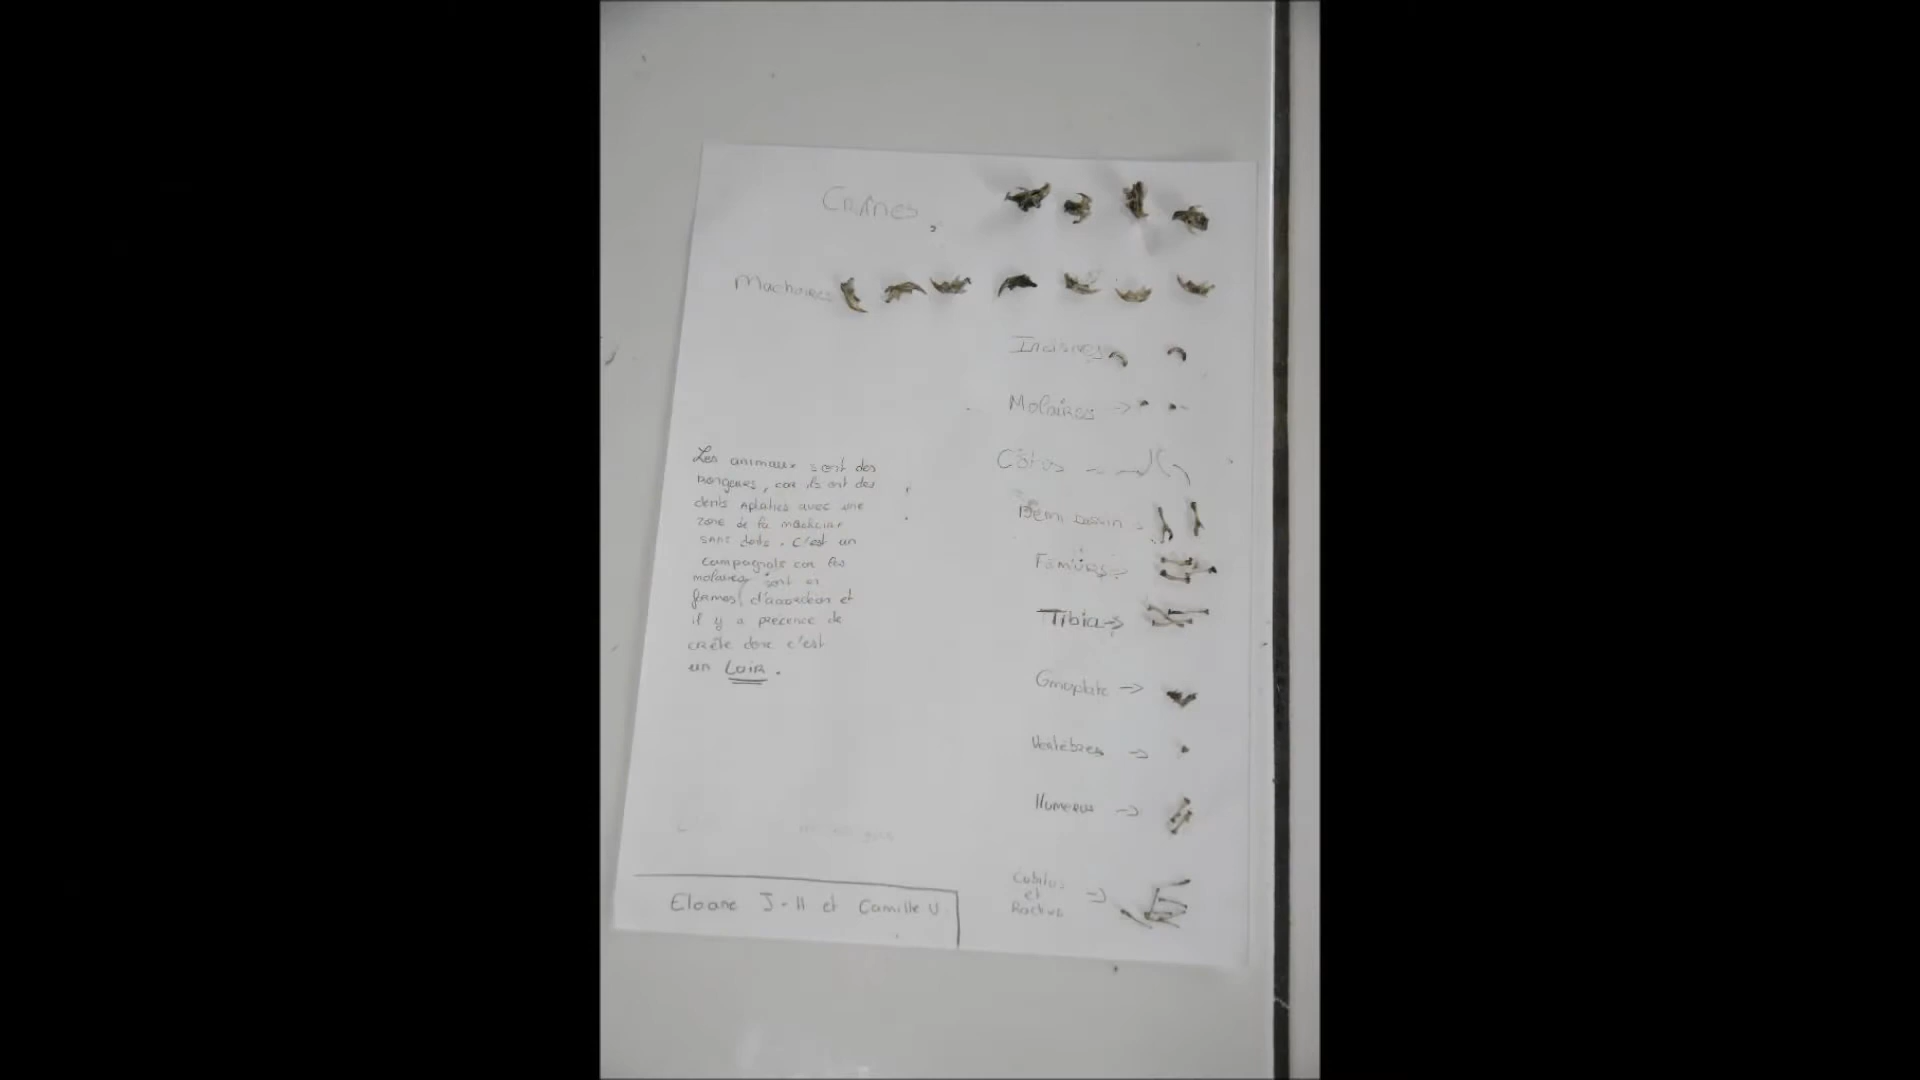 Crânes
Machoires
Incisives
Molaires ->
Côtes
Demi bassin
Fémurs ->
Tibia ->
Omoplate ->
Vertèbres ->
Humerus ->
Cubitus
et ->
Radius
Les animaux sont des
rongeurs, car ils ont des
dents aplaties avec une
zone de la machoire
sans dents. C'est un
campagnols car les
molaires sont en
formes d'accordéon et
il y a présence de
crête donc c'est
un Loir.
Eloane J-H et Camille U